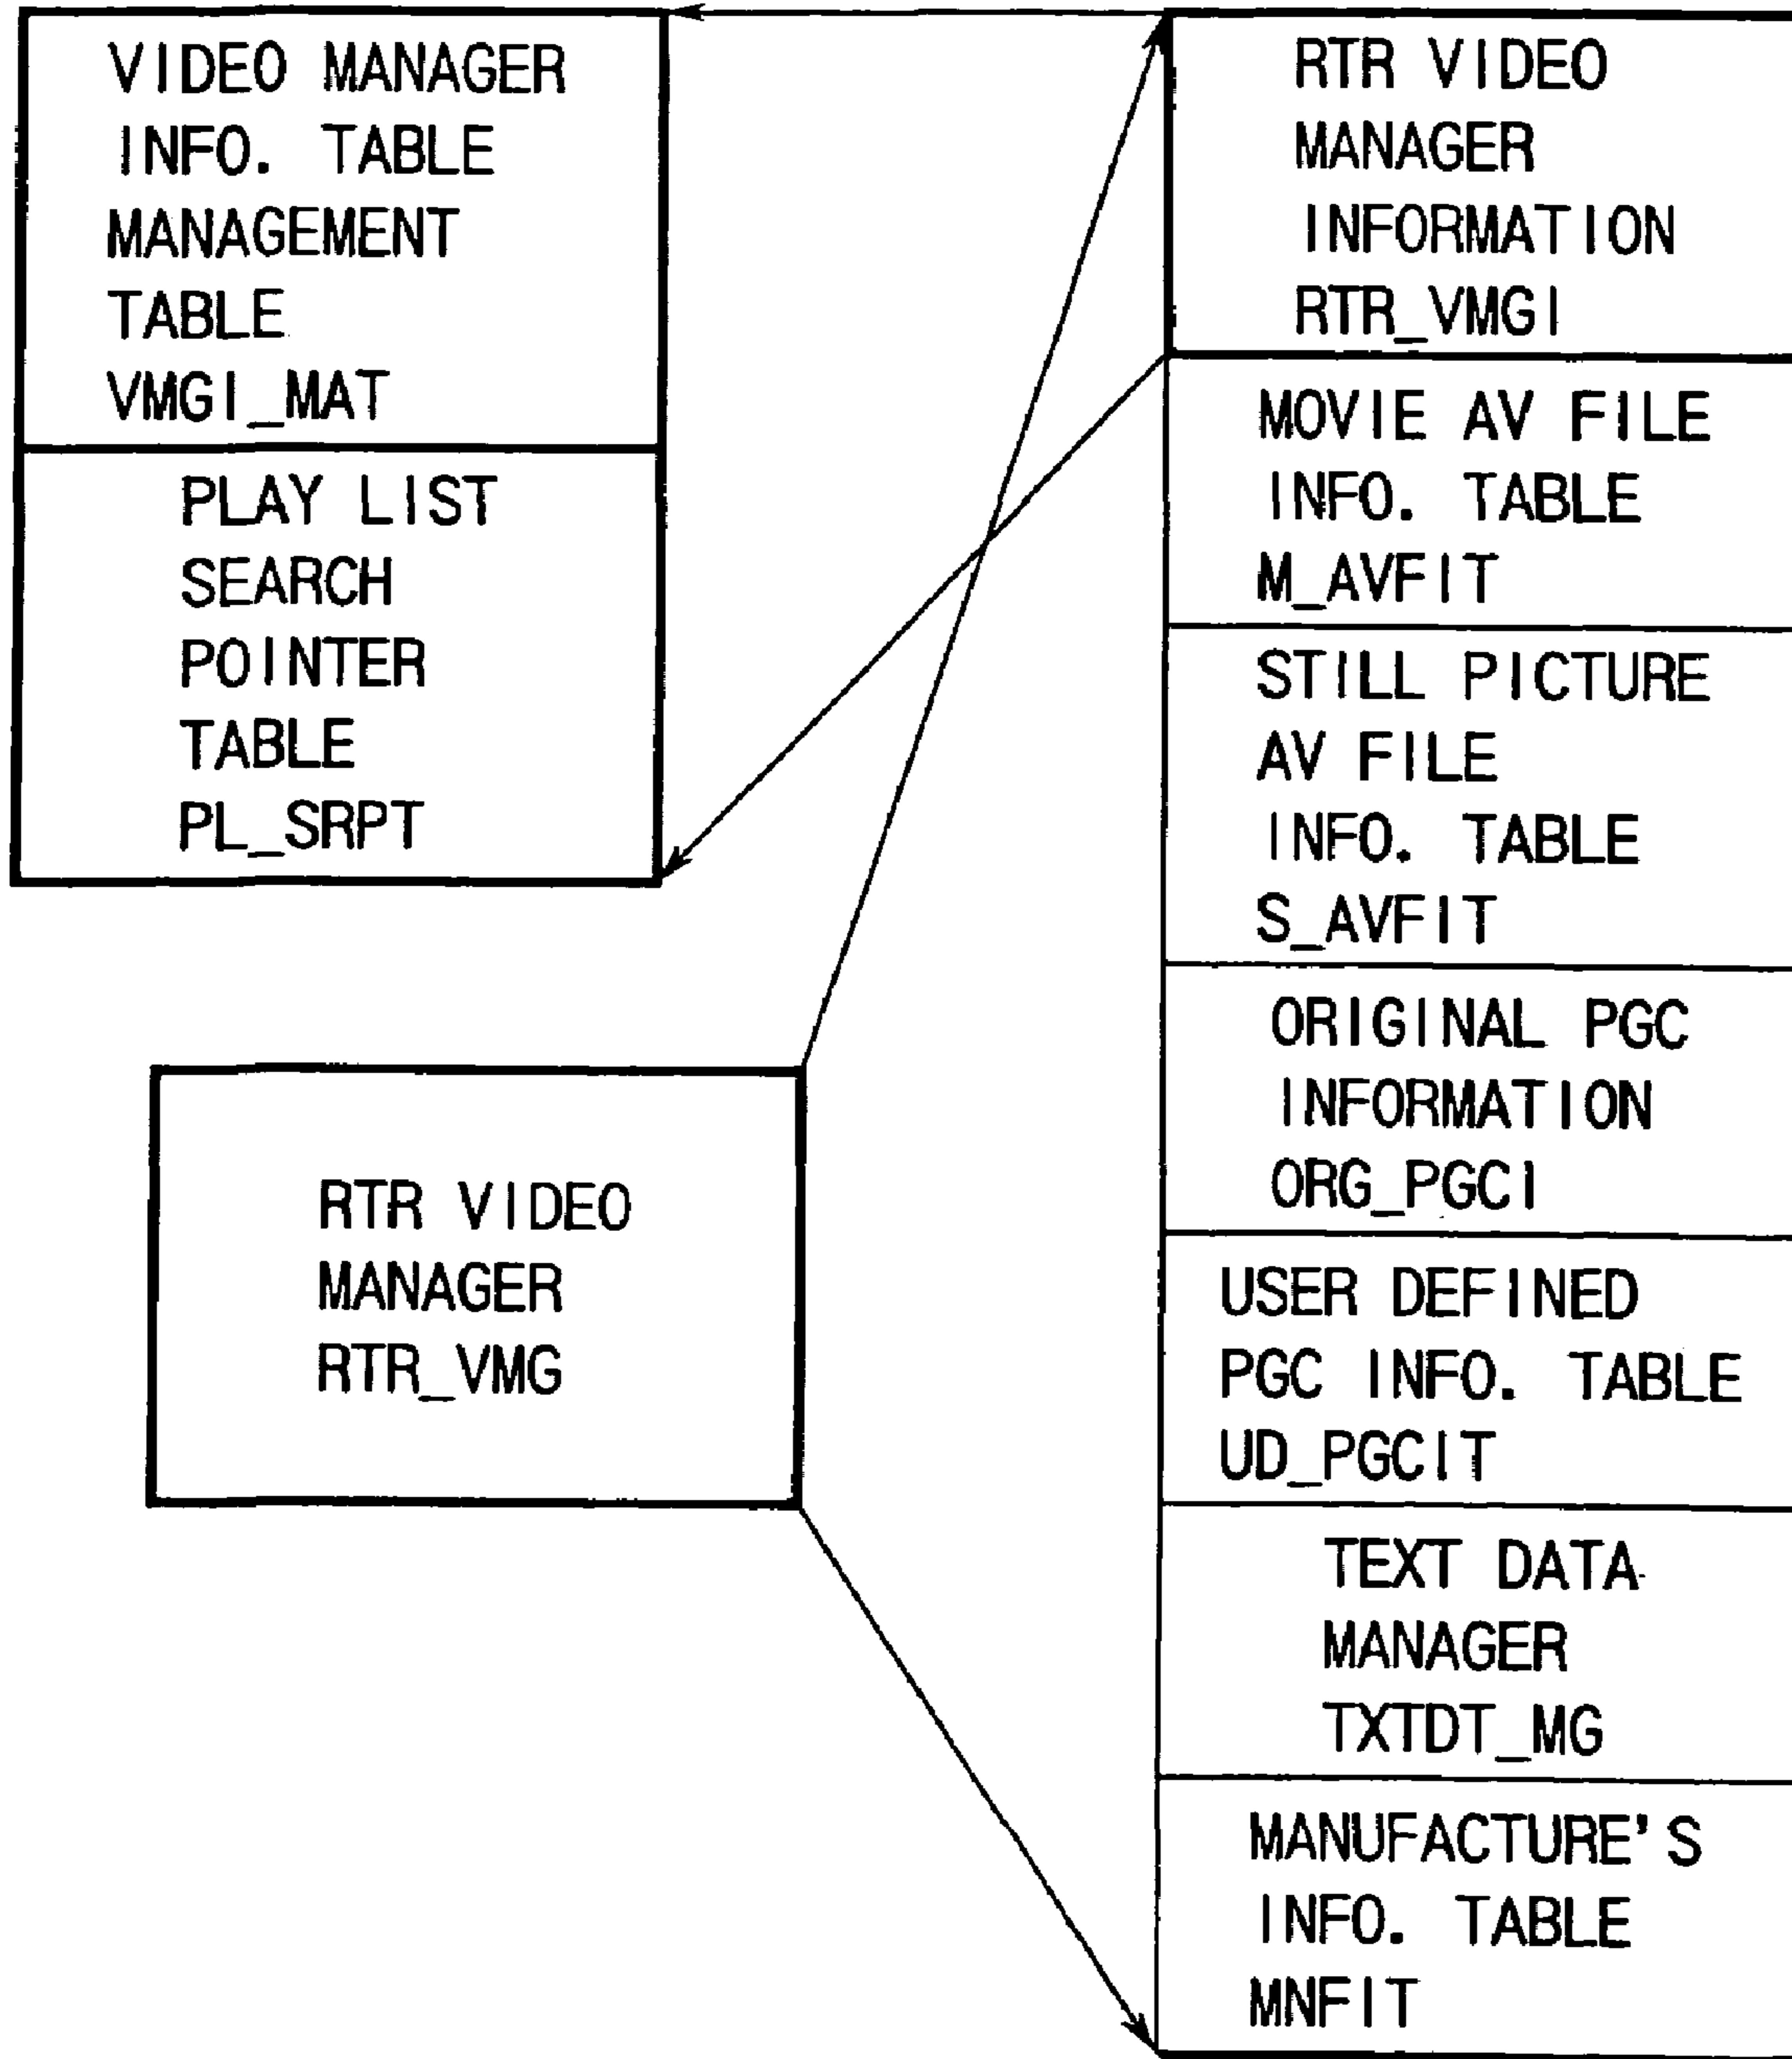 VIDEO MANAGER
INFO. TABLE
MANAGEMENT
TABLE
VMGI_MAT
PLAY LIST
SEARCH
POINTER
TABLE
PL_SRPT
RTR VIDEO
MANAGER
RTR_VMG
RTR VIDEO
MANAGER
INFORMATION
RTR_VMGI
MOVIE AV FILE
INFO. TABLE
M_AVFIT
STILL PICTURE
AV FILE
INFO. TABLE
S_AVFIT
ORIGINAL PGC
INFORMATION
ORG_PGCI
USER DEFINED
PGC INFO. TABLE
UD_PGCIT
TEXT DATA
MANAGER
TXTDT_MG
MANUFACTURE'S
INFO. TABLE
MNFIT